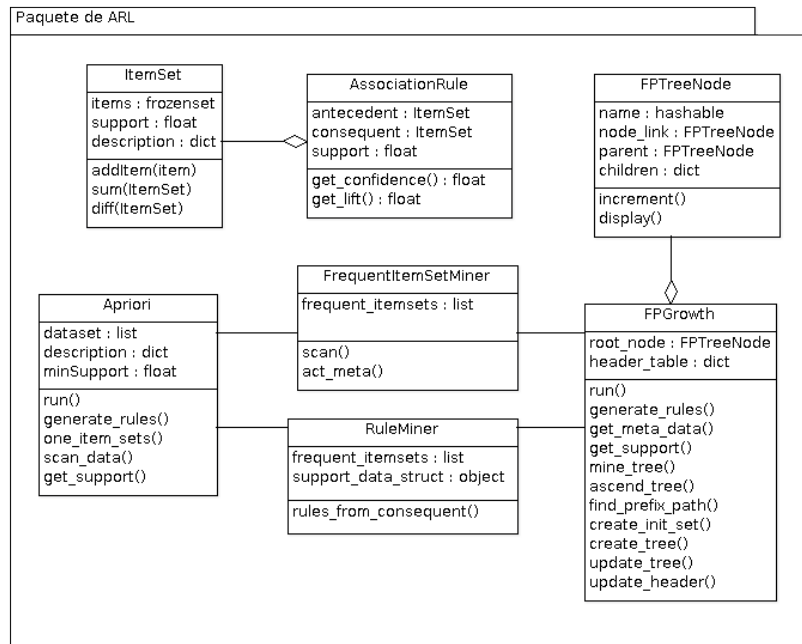 Paquete de ARL
ItemSet
items : frozenset
support : float
description : dict
addItem(item)
sum(ItemSet)
diff(ItemSet)
AssociationRule
antecedent : ItemSet
consequent : ItemSet
support : float
get_confidence() : float
get_lift() : float
FPTreeNode
name : hashable
node_link : FPTreeNode
parent : FPTreeNode
children : dict
increment()
display()
Apriori
dataset : list
description : dict
minSupport : float
run()
generate_rules()
one_item_sets()
scan_data()
get_support()
FrequentItemSetMiner
frequent_itemsets : list
scan()
act_meta()
RuleMiner
frequent_itemsets : list
support_data_struct : object
rules_from_consequent()
FPGrowth
root_node : FPTreeNode
header_table : dict
run()
generate_rules()
get_meta_data()
get_support()
mine_tree()
ascend_tree()
find_prefix_path()
create_init_set()
create_tree()
update_tree()
update_header()